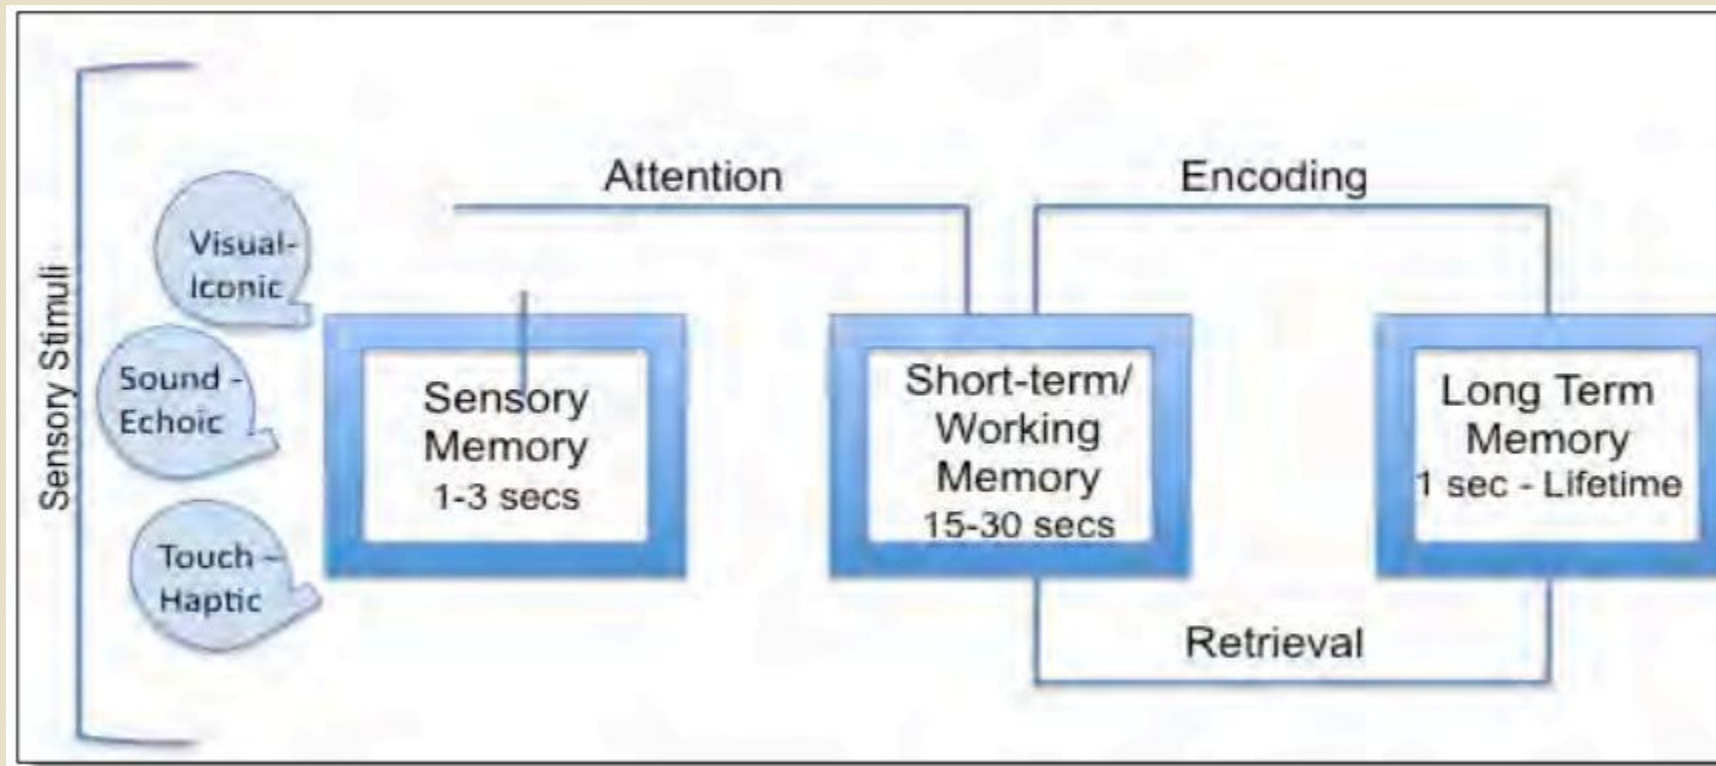 Sensory Stimuli
Visual-
Iconic
Sound -
Echoic
Touch –
Haptic
Attention
Encoding
Sensory
Memory
1-3 secs
Short-term/
Working
Memory
15-30 secs
Long Term
Memory
1 sec - Lifetime
Retrieval